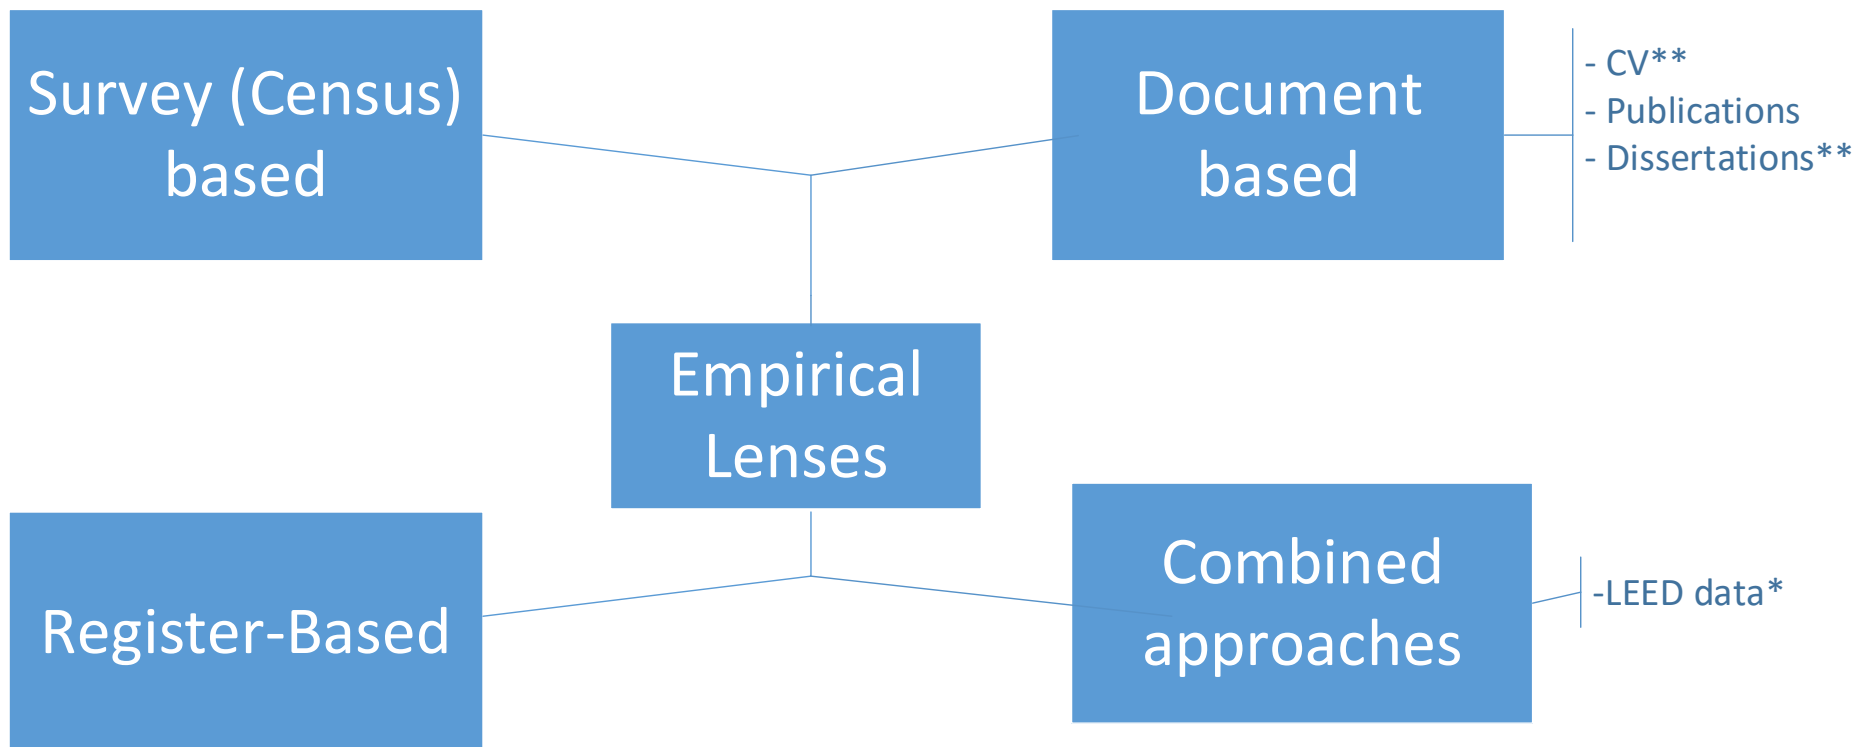 Survey (Census)
based
Document
based
- CV**
- Publications
- Dissertations**
Empirical
Lenses
Register-Based
Combined
approaches
-LEED data*